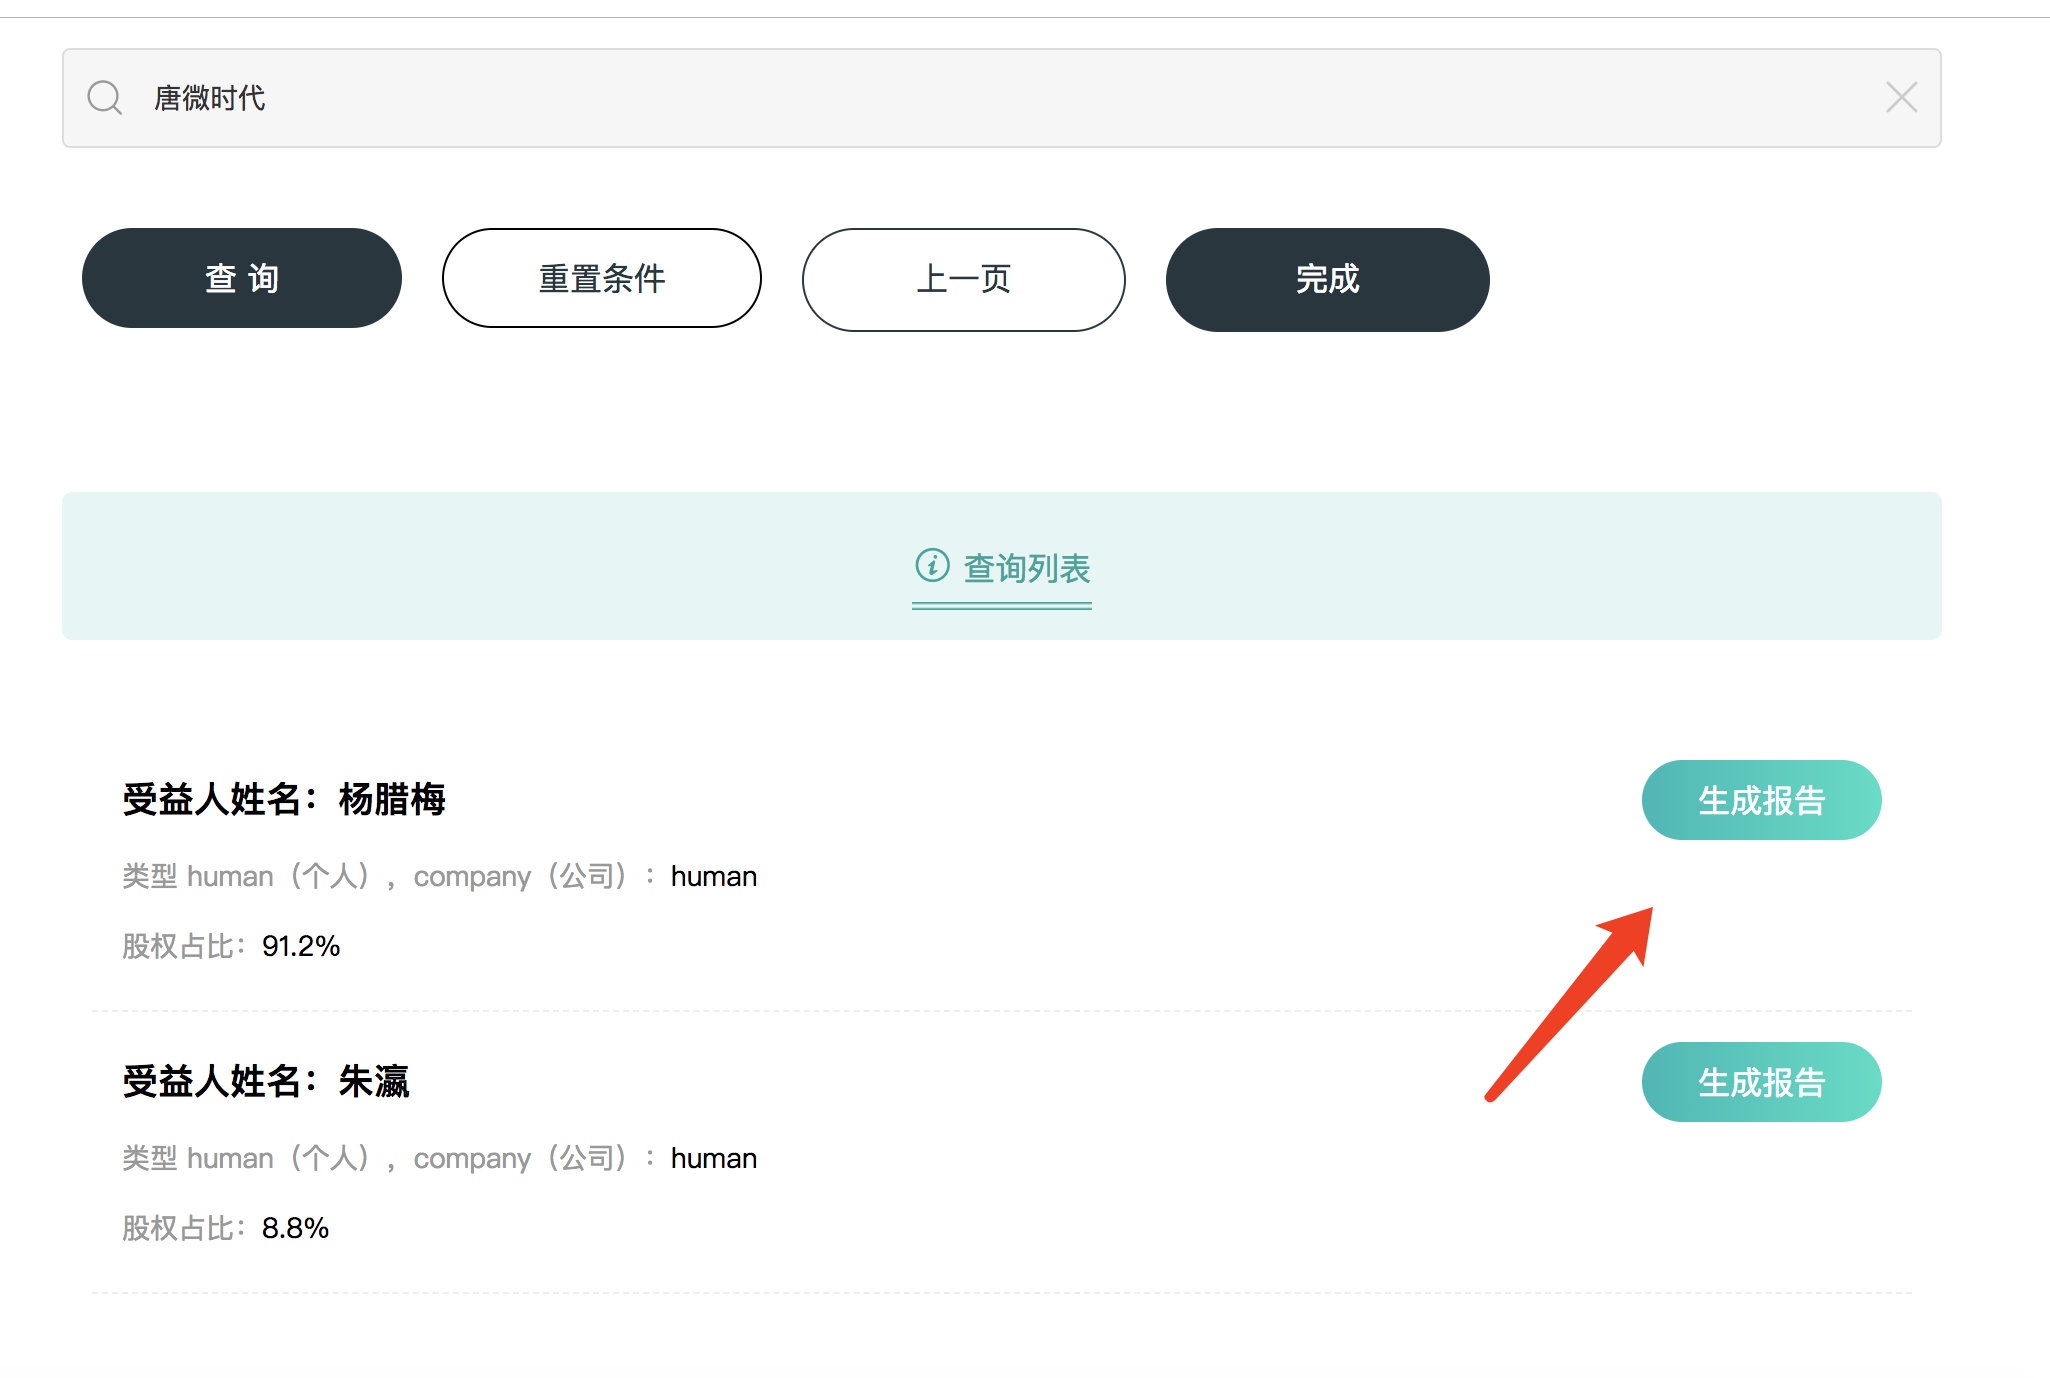 唐微时代
查 询
重置条件
上一页
完成
查询列表
受益人姓名：杨腊梅
生成报告
类型 human（个人），company（公司）：human
股权占比：91.2%
受益人姓名：朱瀛
生成报告
类型 human（个人），company（公司）：human
股权占比：8.8%